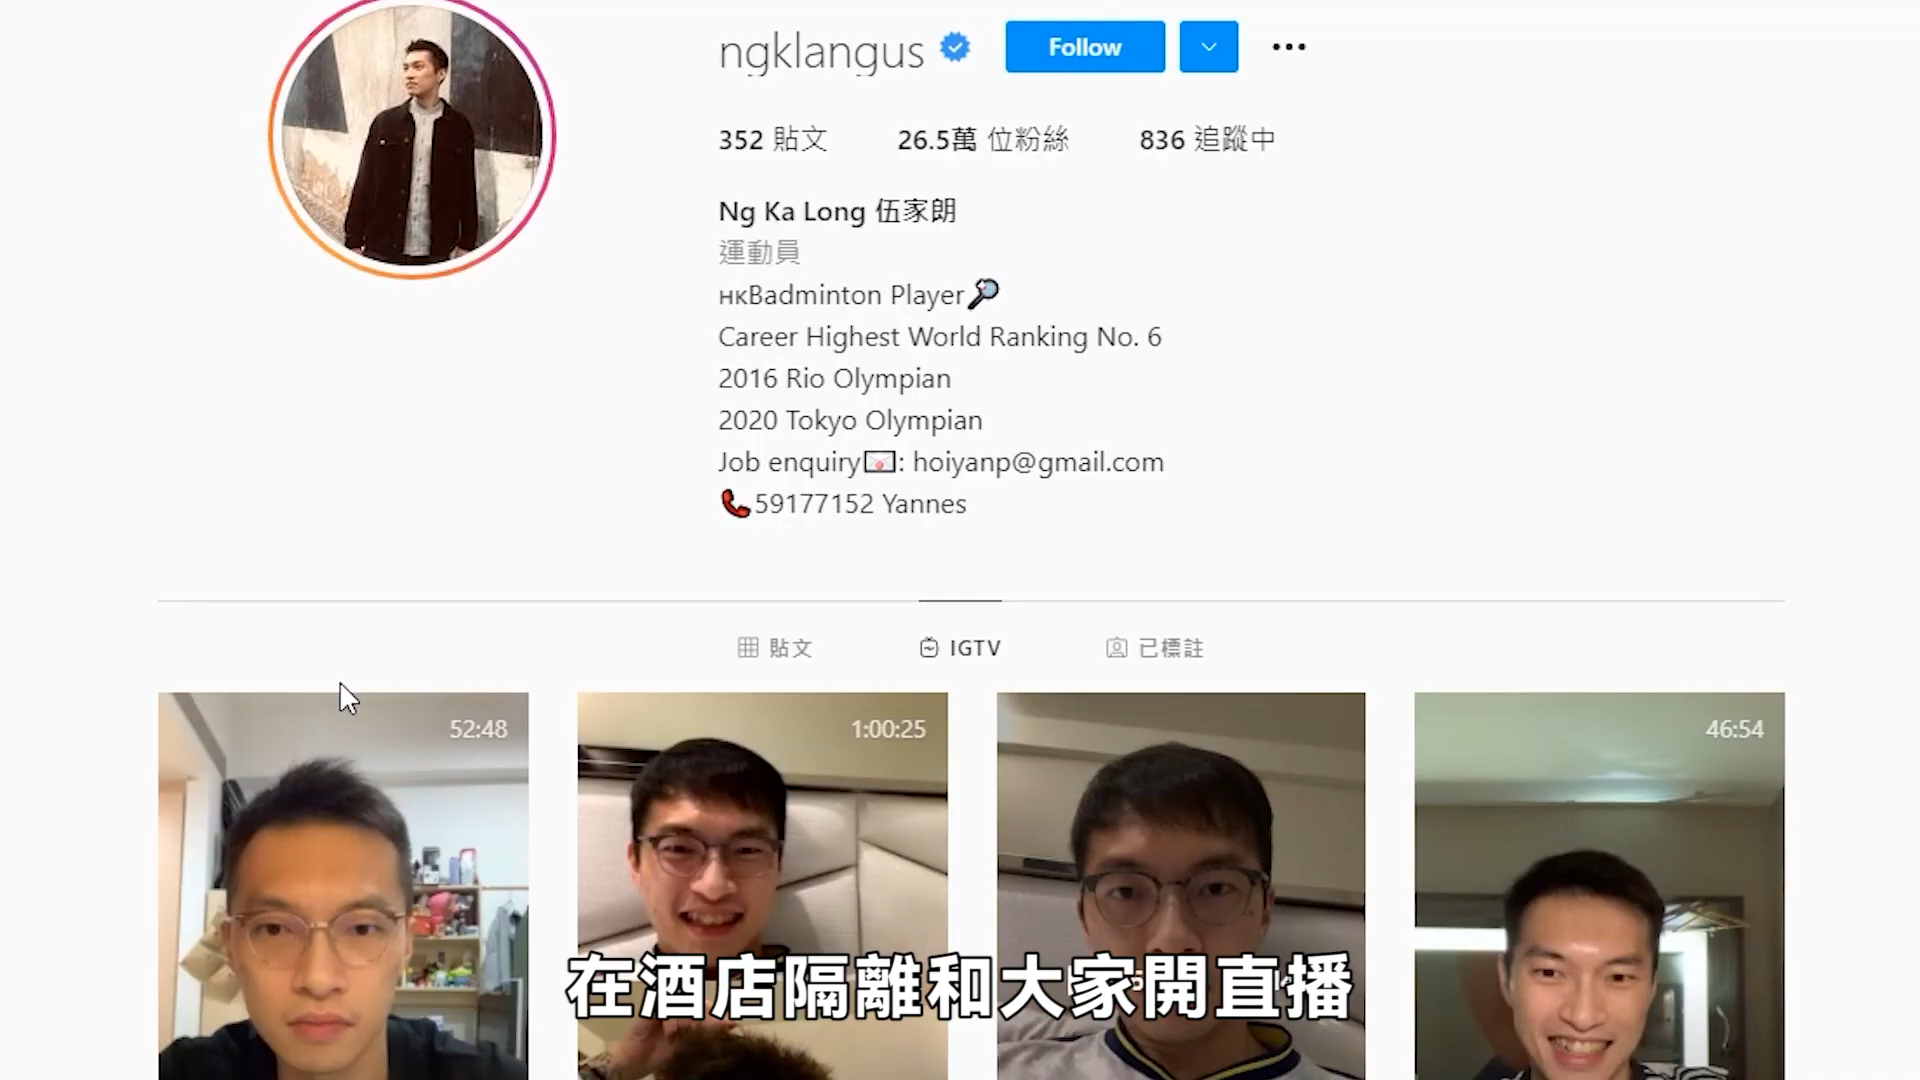 ngklangus
Follow
352 貼文
26.5萬 位粉絲
836 追蹤中
Ng Ka Long 伍家朗
運動員
ʜᴋBadminton Player
Career Highest World Ranking No. 6
2016 Rio Olympian
2020 Tokyo Olympian
Job enquiry💌: hoiyanp@gmail.com
📞59177152 Yannes
貼文
IGTV
已標註
52:48
1:00:25
46:54
在酒店隔離和大家開直播